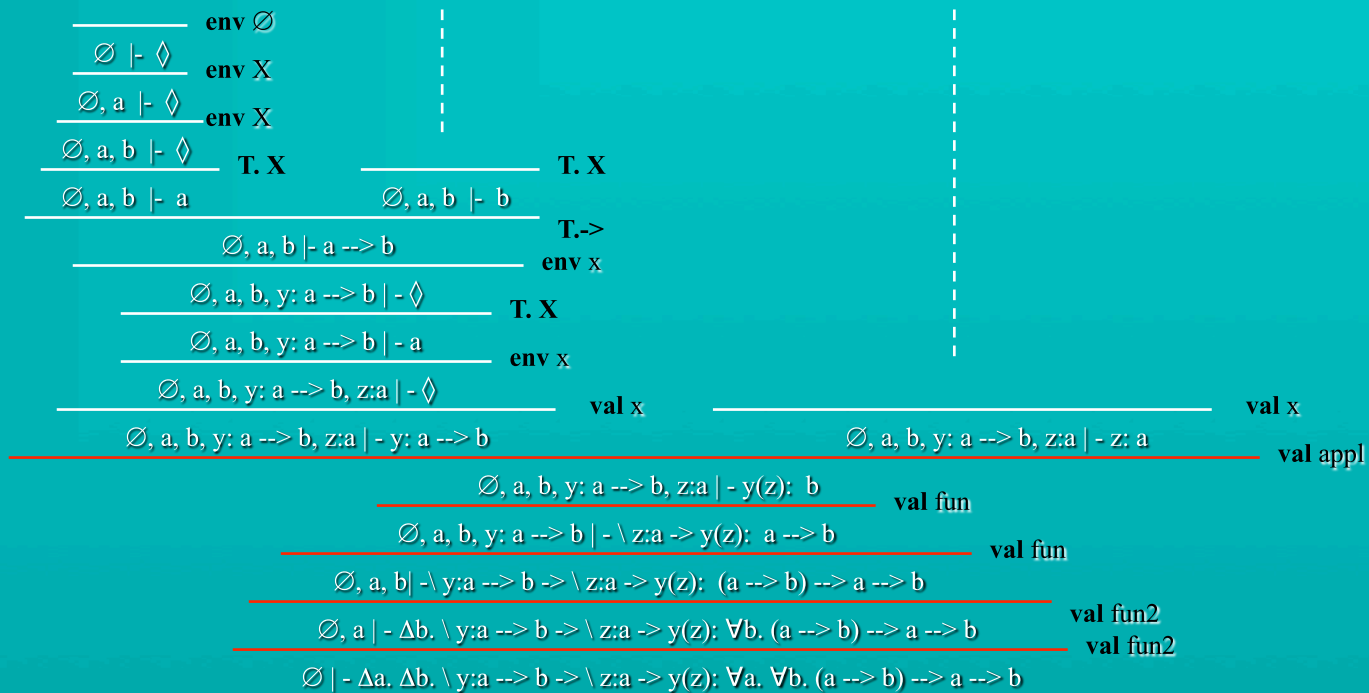 env ∅
∅ |- ◊
env X
∅, a |- ◊
env X
∅, a, b |- ◊
T. X
T. X
∅, a, b |- a
∅, a, b |- b
T.->
∅, a, b |- a --> b
env x
∅, a, b, y: a --> b | - ◊
T. X
∅, a, b, y: a --> b | - a
env x
∅, a, b, y: a --> b, z:a | - ◊
val x
val x
∅, a, b, y: a --> b, z:a | - y: a --> b
∅, a, b, y: a --> b, z:a | - z: a
val appl
∅, a, b, y: a --> b, z:a | - y(z): b
val fun
∅, a, b, y: a --> b | - \ z:a -> y(z): a --> b
val fun
∅, a, b| -\ y:a --> b -> \ z:a -> y(z): (a --> b) --> a --> b
val fun2
∅, a | - Δb. \ y:a --> b -> \ z:a -> y(z): ∀b. (a --> b) --> a --> b
val fun2
∅ | - Δa. Δb. \ y:a --> b -> \ z:a -> y(z): ∀a. ∀b. (a --> b) --> a --> b